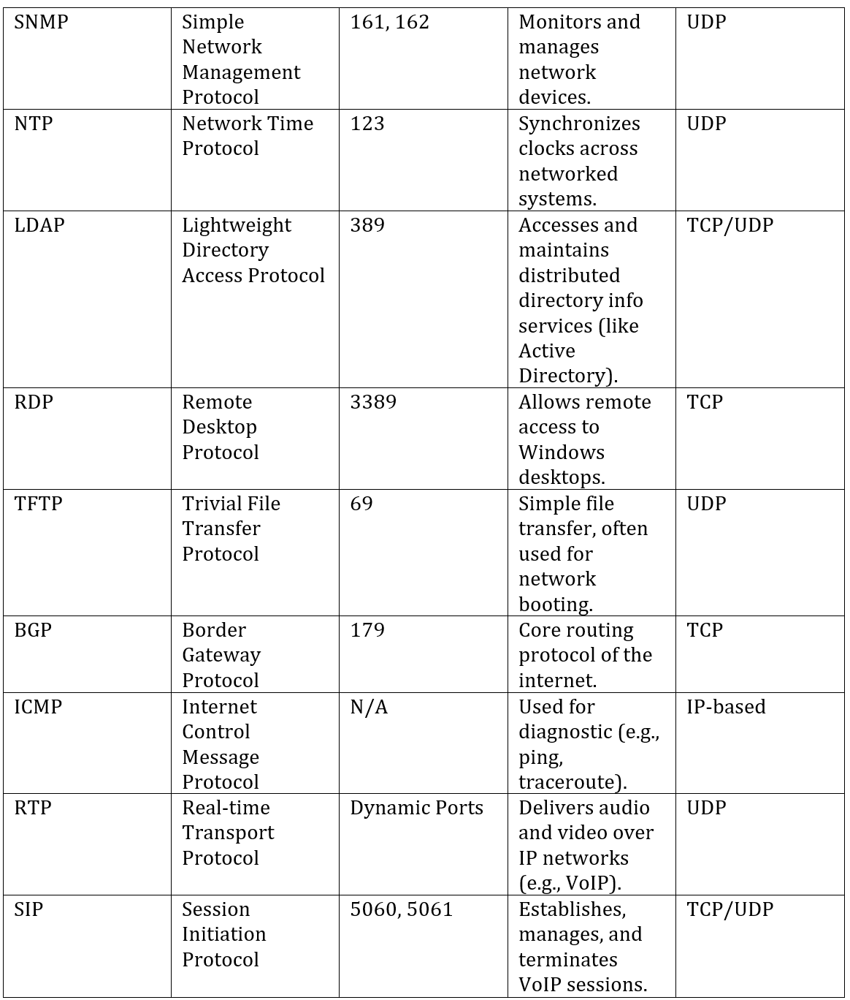 SNMP
Simple
Network
Management
Protocol
161, 162
Monitors and
manages
network
devices.
UDP
NTP
Network Time
Protocol
123
Synchronizes
clocks across
networked
systems.
UDP
LDAP
Lightweight
Directory
Access Protocol
389
Accesses and
maintains
distributed
directory info
services (like
Active
Directory).
TCP/UDP
RDP
Remote
Desktop
Protocol
3389
Allows remote
access to
Windows
desktops.
TCP
TFTP
Trivial File
Transfer
Protocol
69
Simple file
transfer, often
used for
network
booting.
UDP
BGP
Border
Gateway
Protocol
179
Core routing
protocol of the
internet.
TCP
ICMP
Internet
Control
Message
Protocol
N/A
Used for
diagnostic (e.g.,
ping,
traceroute).
IP-based
RTP
Real-time
Transport
Protocol
Dynamic Ports
Delivers audio
and video over
IP networks
(e.g., VoIP).
UDP
SIP
Session
Initiation
Protocol
5060, 5061
Establishes,
manages, and
terminates
VoIP sessions.
TCP/UDP